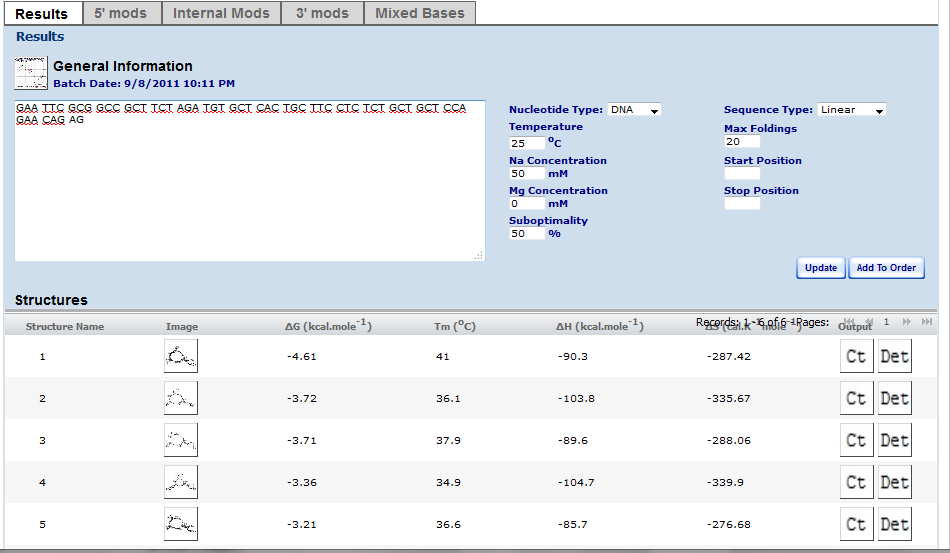 Results 5' mods Internal Mods 3' mods Mixed Bases
Results
General Information
Batch Date: 9/8/2011 10:11 PM
GAA TTC GCG GCC GCT TCT AGA TGT GCT CAC TGC TTC CTC TCT GCT GCT CCA
GAA CAG AG
Nucleotide Type: DNA Sequence Type: Linear
Temperature Max Foldings
25 °C 20
Na Concentration Start Position
50 mM
Mg Concentration Stop Position
0 mM
Suboptimality
50 %
Update Add To Order
Structures
Records: 1 - 6 of 6 - Pages: 1
Structure Name Image ΔG (kcal.mole-1) Tm (°C) ΔH (kcal.mole-1) ΔS (cal.K-1mole-1) Output
1 -4.61 41 -90.3 -287.42 Ct Det
2 -3.72 36.1 -103.8 -335.67 Ct Det
3 -3.71 37.9 -89.6 -288.06 Ct Det
4 -3.36 34.9 -104.7 -339.9 Ct Det
5 -3.21 36.6 -85.7 -276.68 Ct Det